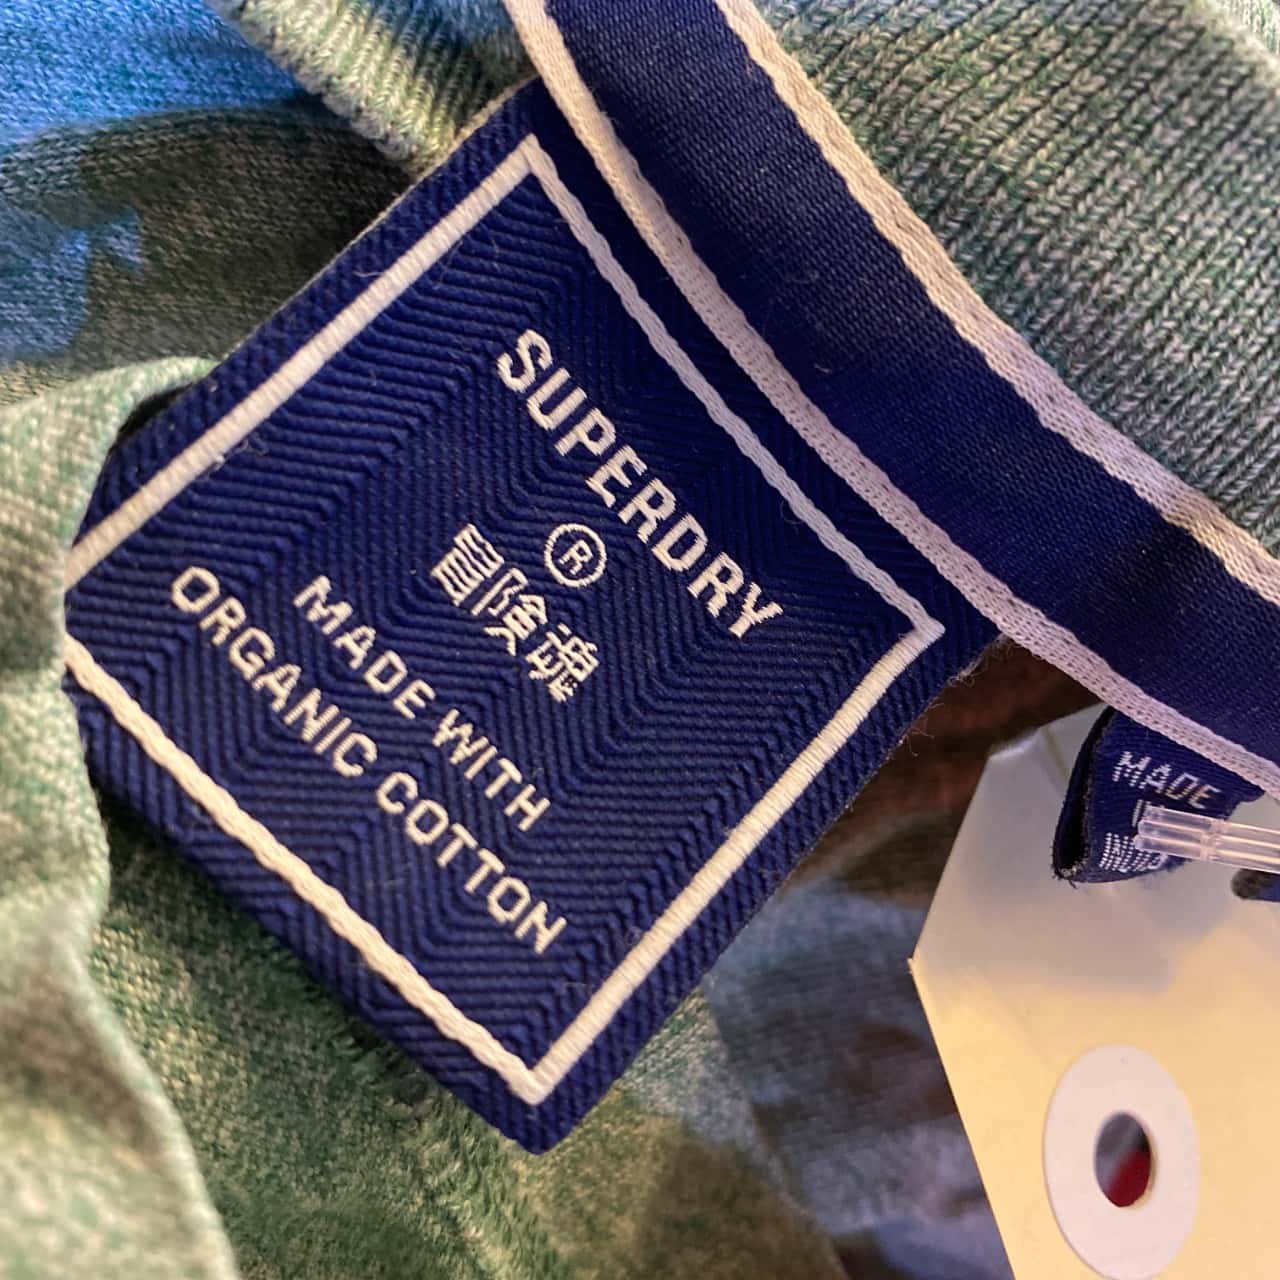 SUPERDRY
®
冒険魂
MADE WITH
ORGANIC COTTON
MADE